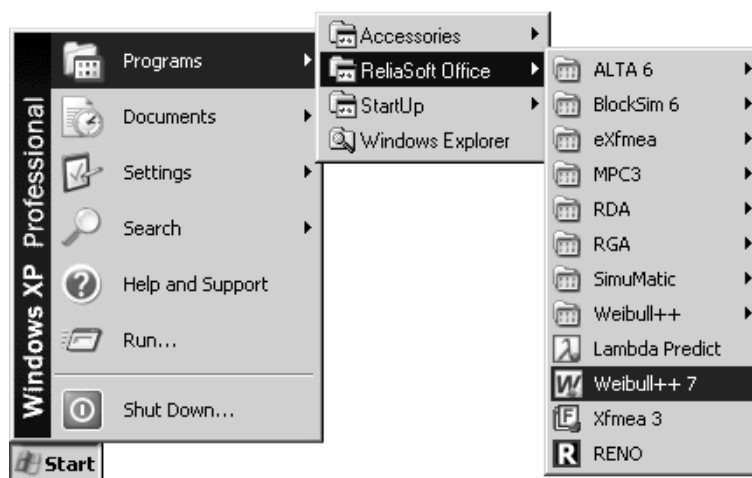 Windows XP Professional
Programs
Documents
Settings
Search
Help and Support
Run...
Shut Down...
Start
Accessories
ReliaSoft Office
StartUp
Windows Explorer
ALTA 6
BlockSim 6
eXfmea
MPC3
RDA
RGA
SimuMatic
Weibull++
Lambda Predict
Weibull++ 7
Xfmea 3
RENO